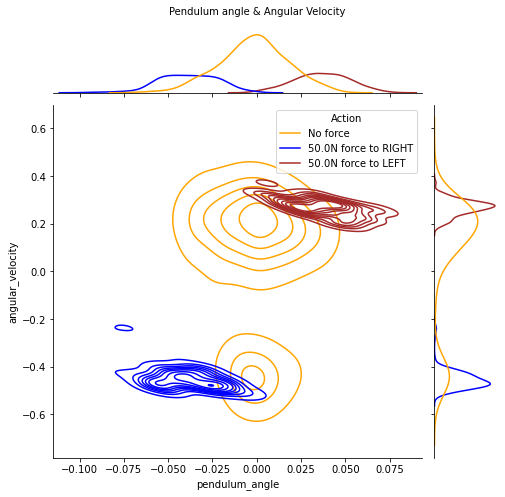 Pendulum angle & Angular Velocity
Action
No force
50.0N force to RIGHT
50.0N force to LEFT
0.6
0.4
0.2
0.0
−0.2
−0.4
−0.6
angular_velocity
−0.100 −0.075 −0.050 −0.025 0.000 0.025 0.050 0.075
pendulum_angle